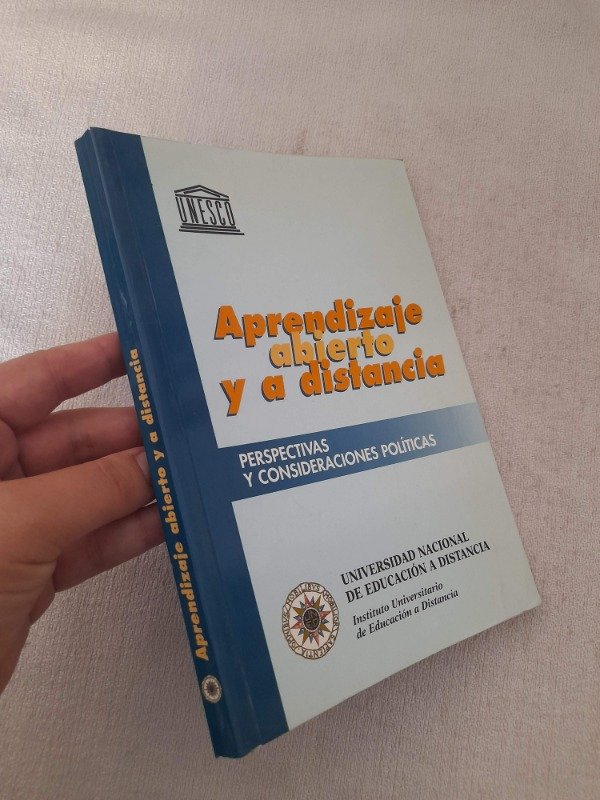 UNESCO
Aprendizaje
abierto
y a distancia
PERSPECTIVAS
Y CONSIDERACIONES POLÍTICAS
UNIVERSIDAD NACIONAL
DE EDUCACIÓN A DISTANCIA
Instituto Universitario
de Educación a Distancia
Aprendizaje abierto y a distancia